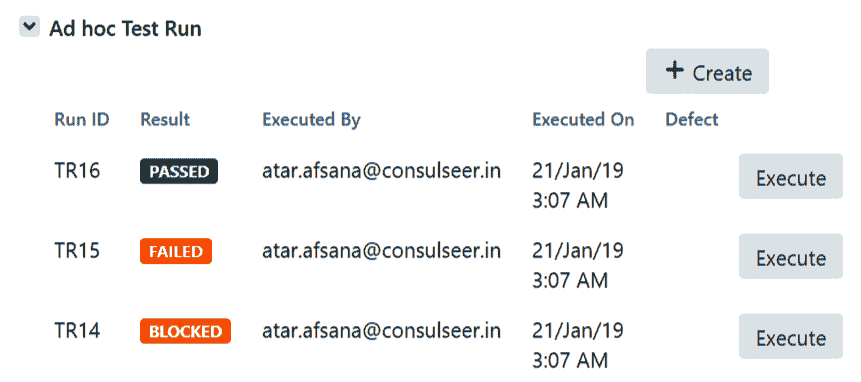 Ad hoc Test Run
+ Create
Run ID Result Executed By Executed On Defect
TR16 PASSED atar.afsana@consulseer.in 21/Jan/19 3:07 AM Execute
TR15 FAILED atar.afsana@consulseer.in 21/Jan/19 3:07 AM Execute
TR14 BLOCKED atar.afsana@consulseer.in 21/Jan/19 3:07 AM Execute